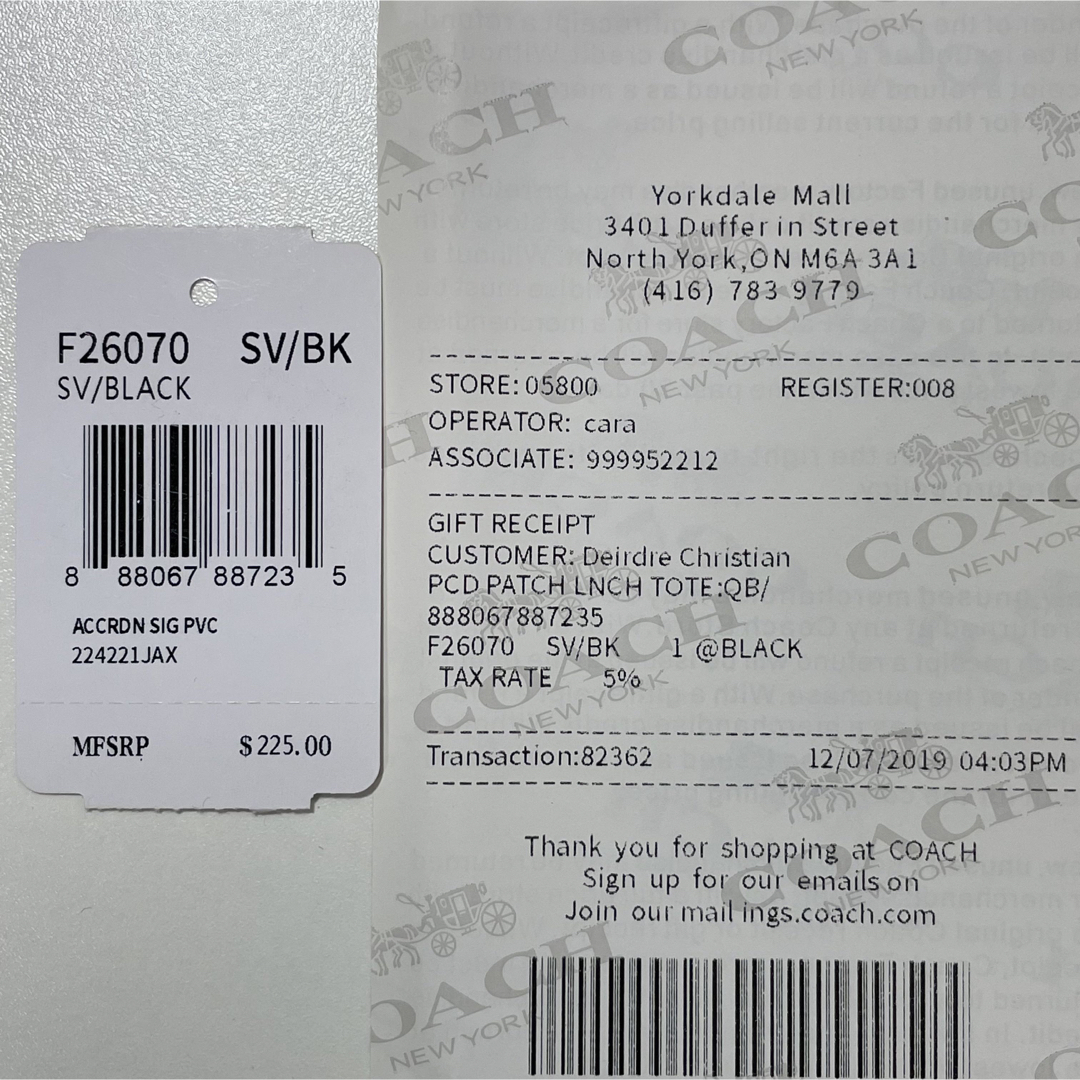 F26070 SV/BK
SV/BLACK
8 88067 88723 5
ACCRDN SIG PVC
224221JAX
MFSRP $225.00
COACH
NEW YORK
Yorkdale Mall
3401 Dufferin Street
North York,ON M6A 3A1
(416) 783 9779
STORE: 05800 REGISTER:008
OPERATOR: cara
ASSOCIATE: 999952212
GIFT RECEIPT
CUSTOMER: Deirdre Christian
PCD PATCH LNCH TOTE:QB/
888067887235
F26070 SV/BK 1 @BLACK
TAX RATE 5%
Transaction:82362 12/07/2019 04:03PM
Thank you for shopping at COACH
Sign up for our emails on
Join our mailings.coach.com